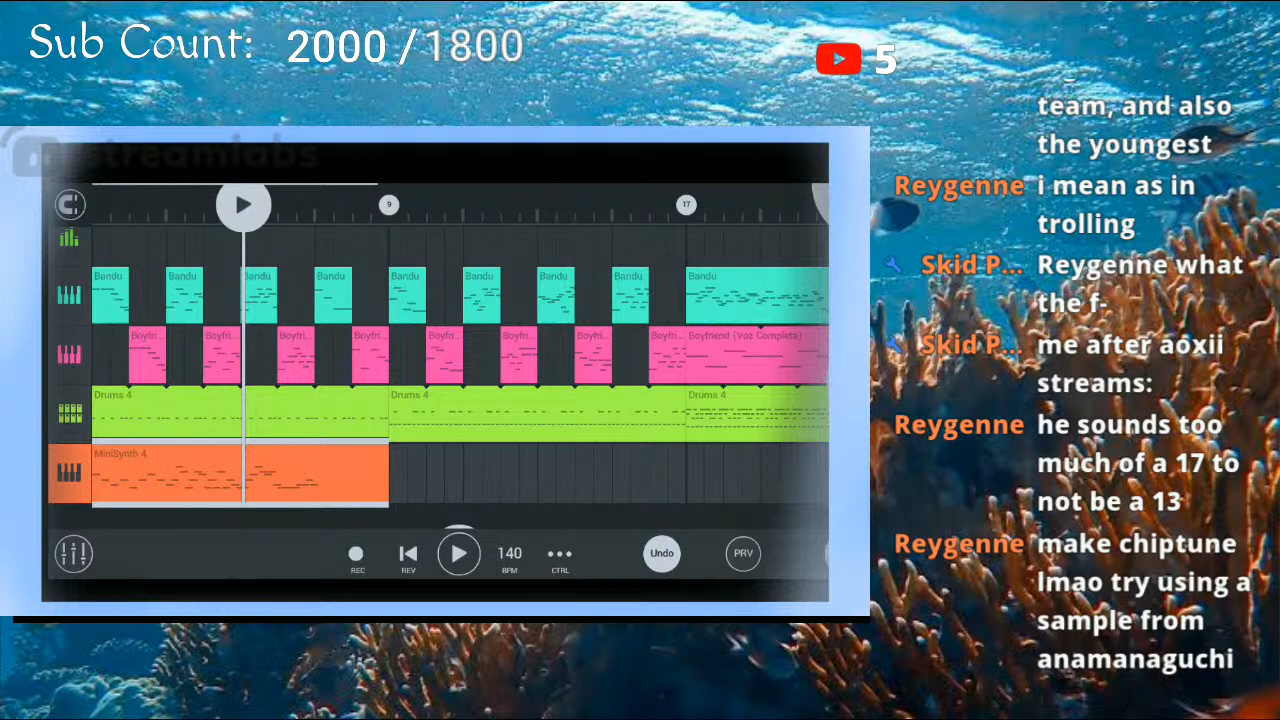 Sub Count: 2000 / 1800
5
streamlabs
9
17
Bandu
Bandu
Bandu
Bandu
Bandu
Bandu
Bandu
Bandu
Bandu
Boyfri...
Boyfri...
Boyfri...
Boyfri...
Boyfri...
Boyfri...
Boyfri...
Boyfri...
Boyfriend (Voz Completa)
Drums 4
Drums 4
Drums 4
MiniSynth 4
REC
REV
140
BPM
CTRL
Undo
PRV
team, and also
the youngest
Reygenne i mean as in
trolling
Skid P... Reygenne what
the f-
Skid P... me after aoxii
streams:
Reygenne he sounds too
much of a 17 to
not be a 13
Reygenne make chiptune
lmao try using a
sample from
anamanaguchi